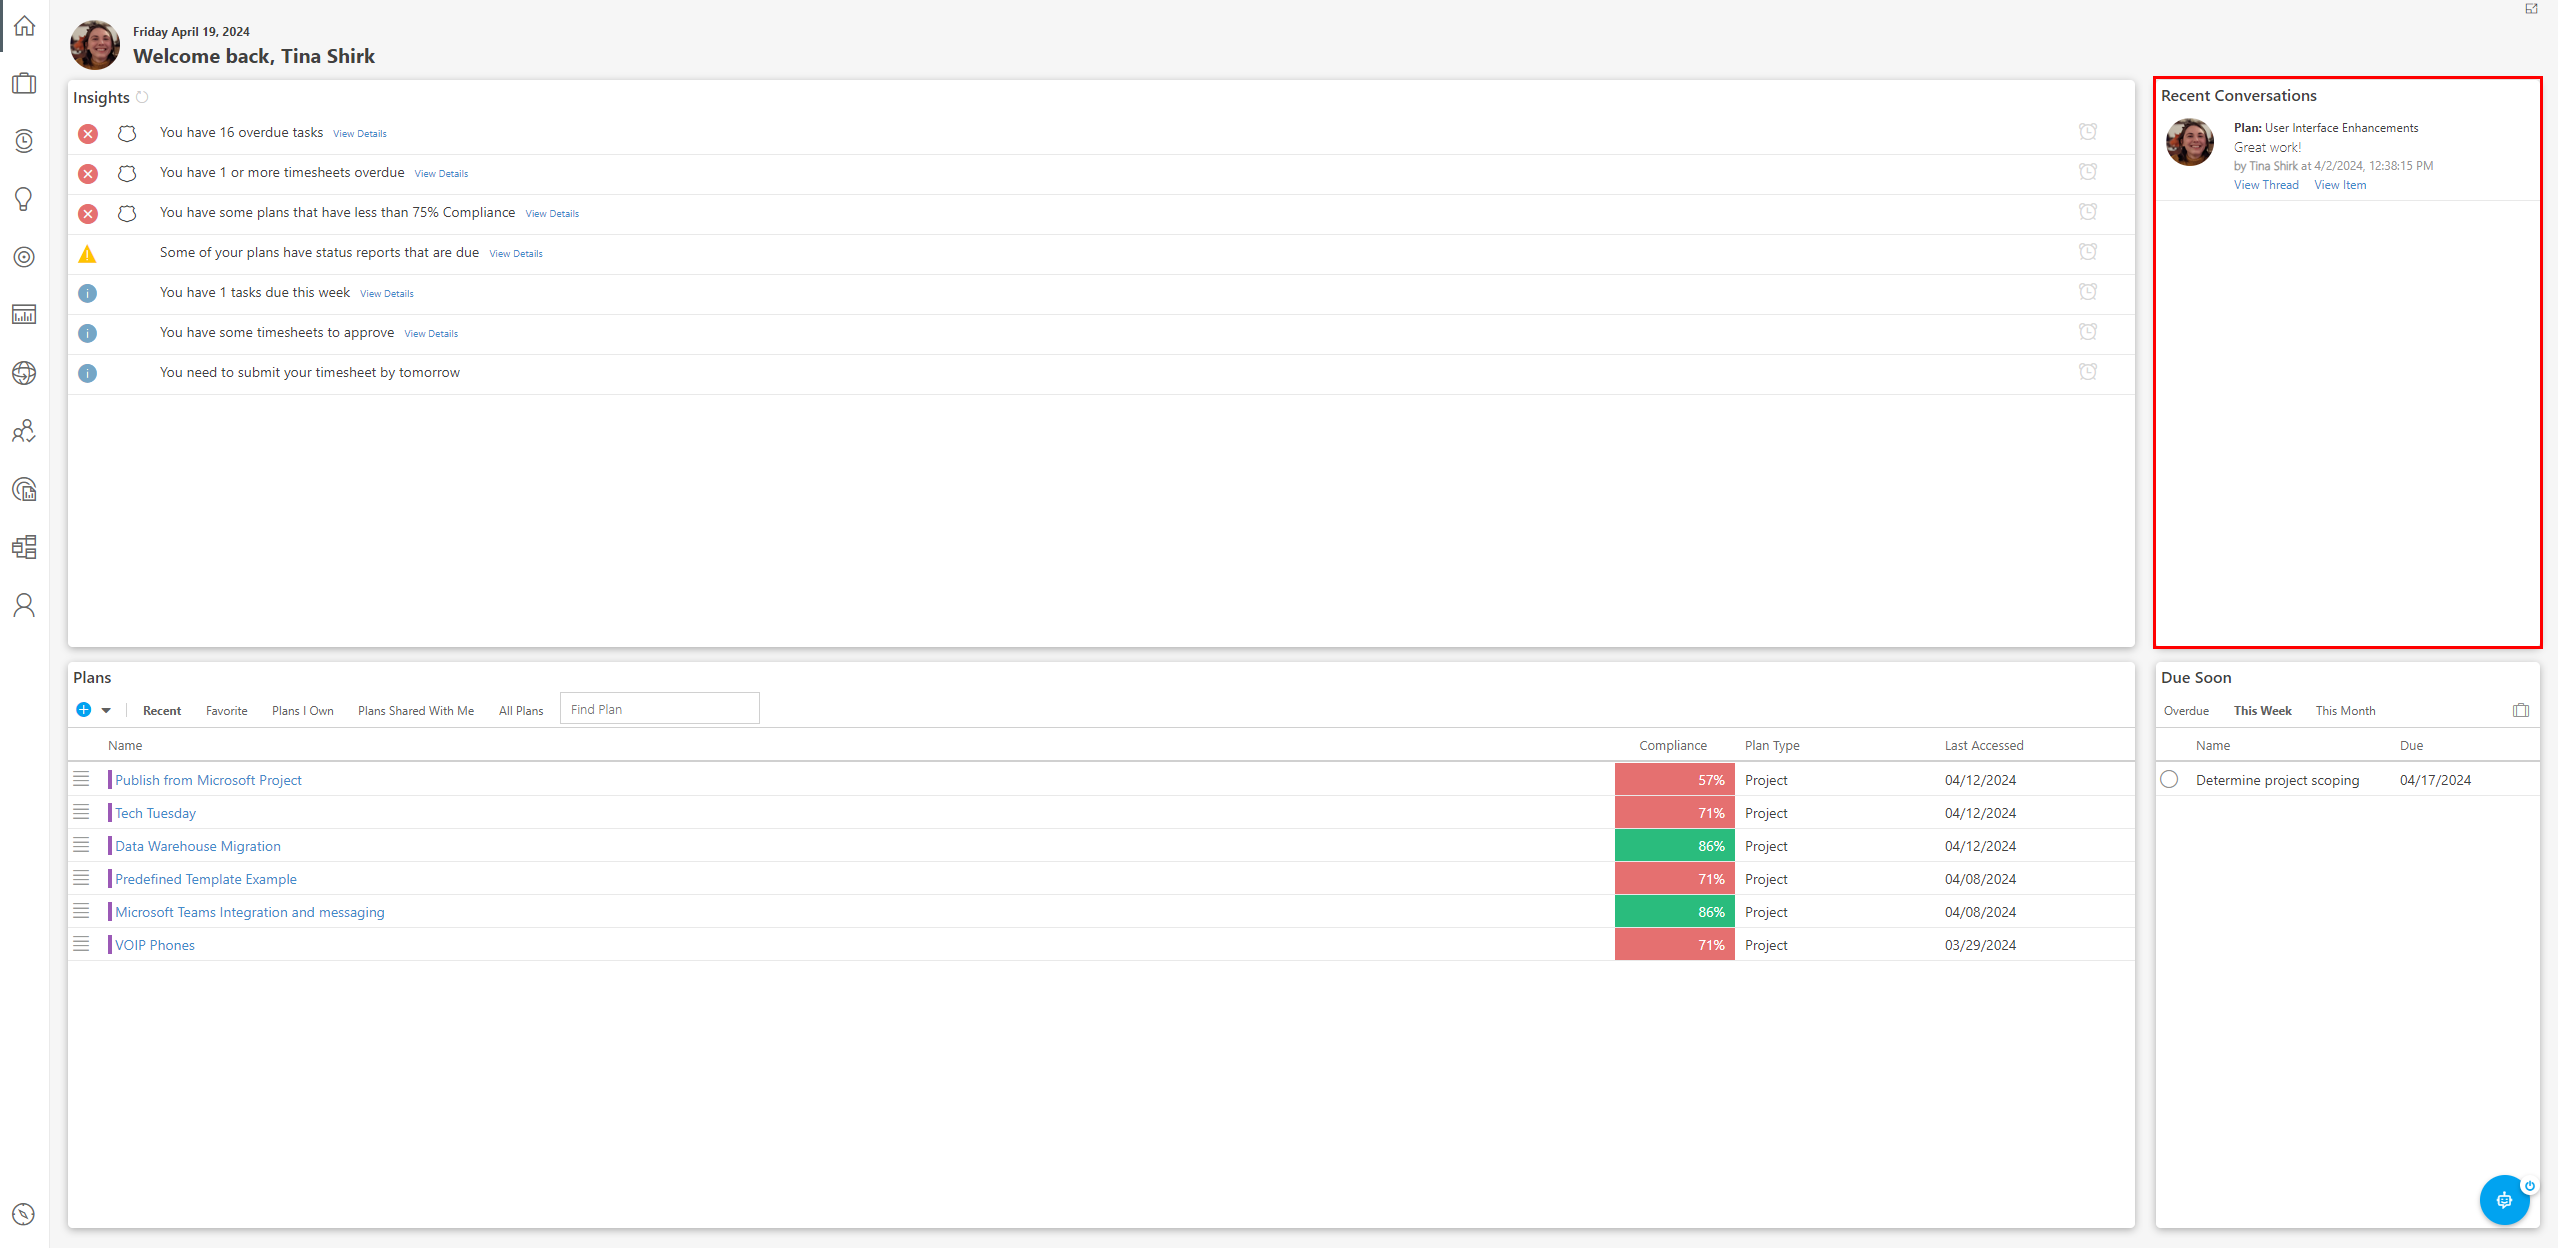 Friday April 19, 2024
Welcome back, Tina Shirk
Insights
You have 16 overdue tasks View Details
You have 1 or more timesheets overdue View Details
You have some plans that have less than 75% Compliance View Details
Some of your plans have status reports that are due View Details
You have 1 tasks due this week View Details
You have some timesheets to approve View Details
You need to submit your timesheet by tomorrow
Recent Conversations
Plan: User Interface Enhancements
Great work!
by Tina Shirk at 4/2/2024, 12:38:15 PM
View Thread View Item
Plans
Recent Favorite Plans I Own Plans Shared With Me All Plans Find Plan
Name Compliance Plan Type Last Accessed
Publish from Microsoft Project 57% Project 04/12/2024
Tech Tuesday 71% Project 04/12/2024
Data Warehouse Migration 86% Project 04/12/2024
Predefined Template Example 71% Project 04/08/2024
Microsoft Teams Integration and messaging 86% Project 04/08/2024
VOIP Phones 71% Project 03/29/2024
Due Soon
Overdue This Week This Month
Name Due
Determine project scoping 04/17/2024